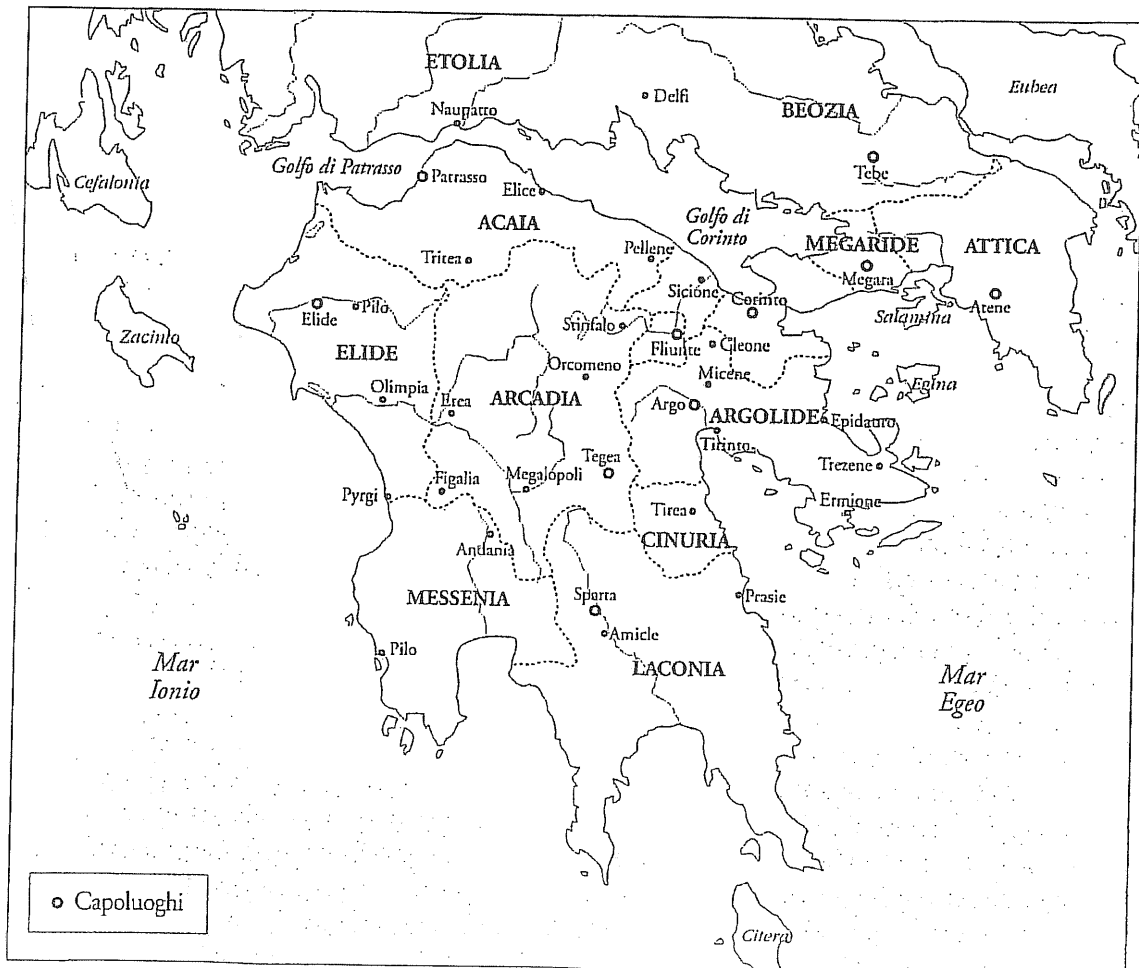 ETOLIA
Naupatto
Delfi
BEOZIA
Eubea
Tebe
Cefalonia
Golfo di Patrasso
Patrasso
Elice
ACAIA
Golfo di
Corinto
MEGARIDE
Megara
ATTICA
Atene
Salamina
Tritea
Pellene
Sicione
Corinto
Zacinto
Elide
Pilo
ELIDE
Stinfalo
Fliunte
Cleone
Orcomeno
Micene
Egina
Olimpia
Erea
ARCADIA
Argo
ARGOLIDE
Epidauro
Tirinto
Tegea
Trezene
Pyrgi
Figalia
Megalopoli
Ermione
Tirea
CINURIA
Andania
MESSENIA
Sparta
Prasie
Amicle
LACONIA
Pilo
Mar
Ionio
Mar
Egeo
Capoluoghi
Citera